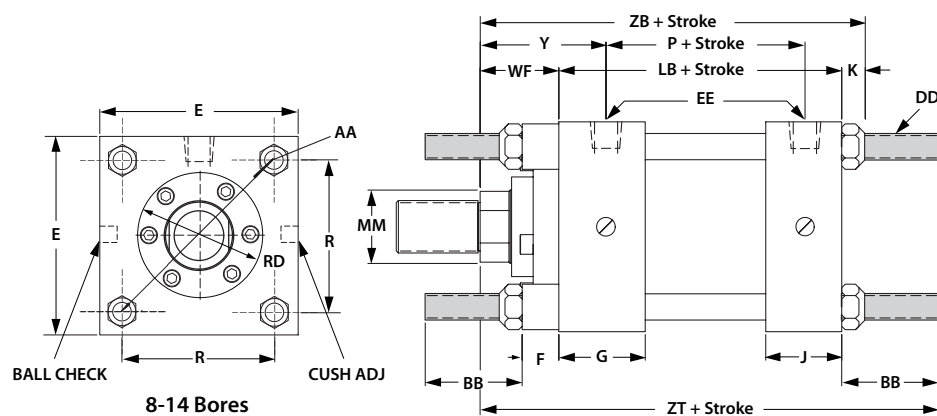 ZB + Stroke
Y
P + Stroke
WF
LB + Stroke
K
E
EE
DD
AA
E
R
MM
RD
R
F
G
J
BALL CHECK
CUSH ADJ
BB
BB
8-14 Bores
ZT + Stroke